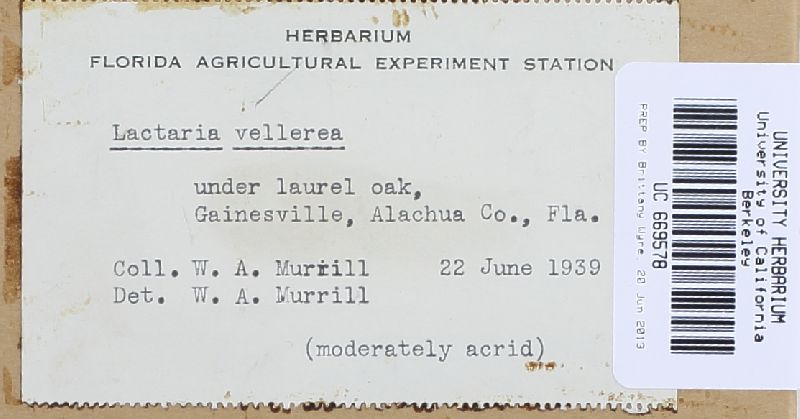 HERBARIUM
FLORIDA AGRICULTURAL EXPERIMENT STATION
Lactaria vellerea
under laurel oak,
Gainesville, Alachua Co., Fla.
Coll. W. A. Murrill 22 June 1939
Det. W. A. Murrill
(moderately acrid)
UNIVERSITY HERBARIUM
University of California
Berkeley
UC 669578
PREP BY Brittany Wyre, 20 Jun 2013